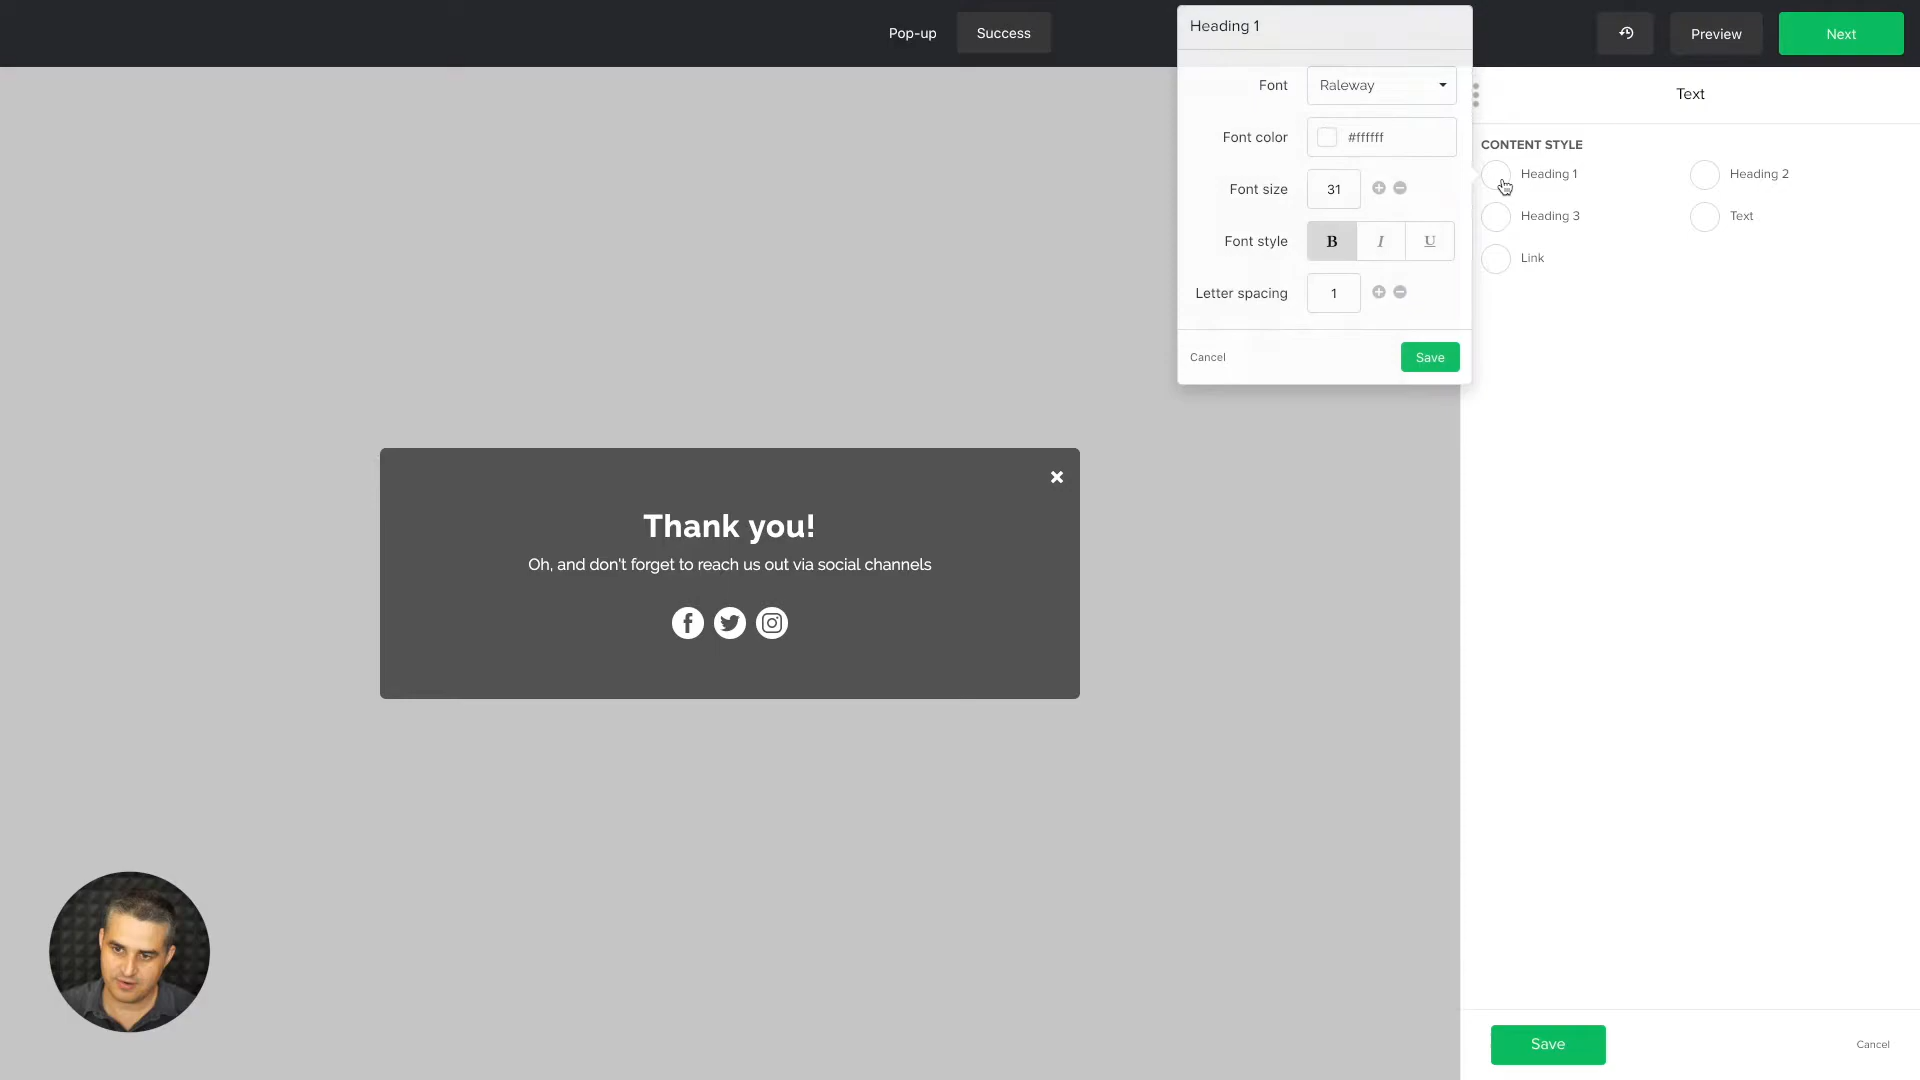 Pop-up
Success
Heading 1
Preview
Next
Font
Raleway
Text
Font color
#ffffff
CONTENT STYLE
Font size
31
Heading 1
Heading 2
Heading 3
Text
Font style
B
I
U
Link
Letter spacing
1
Cancel
Save
Thank you!
Oh, and don't forget to reach us out via social channels
Save
Cancel